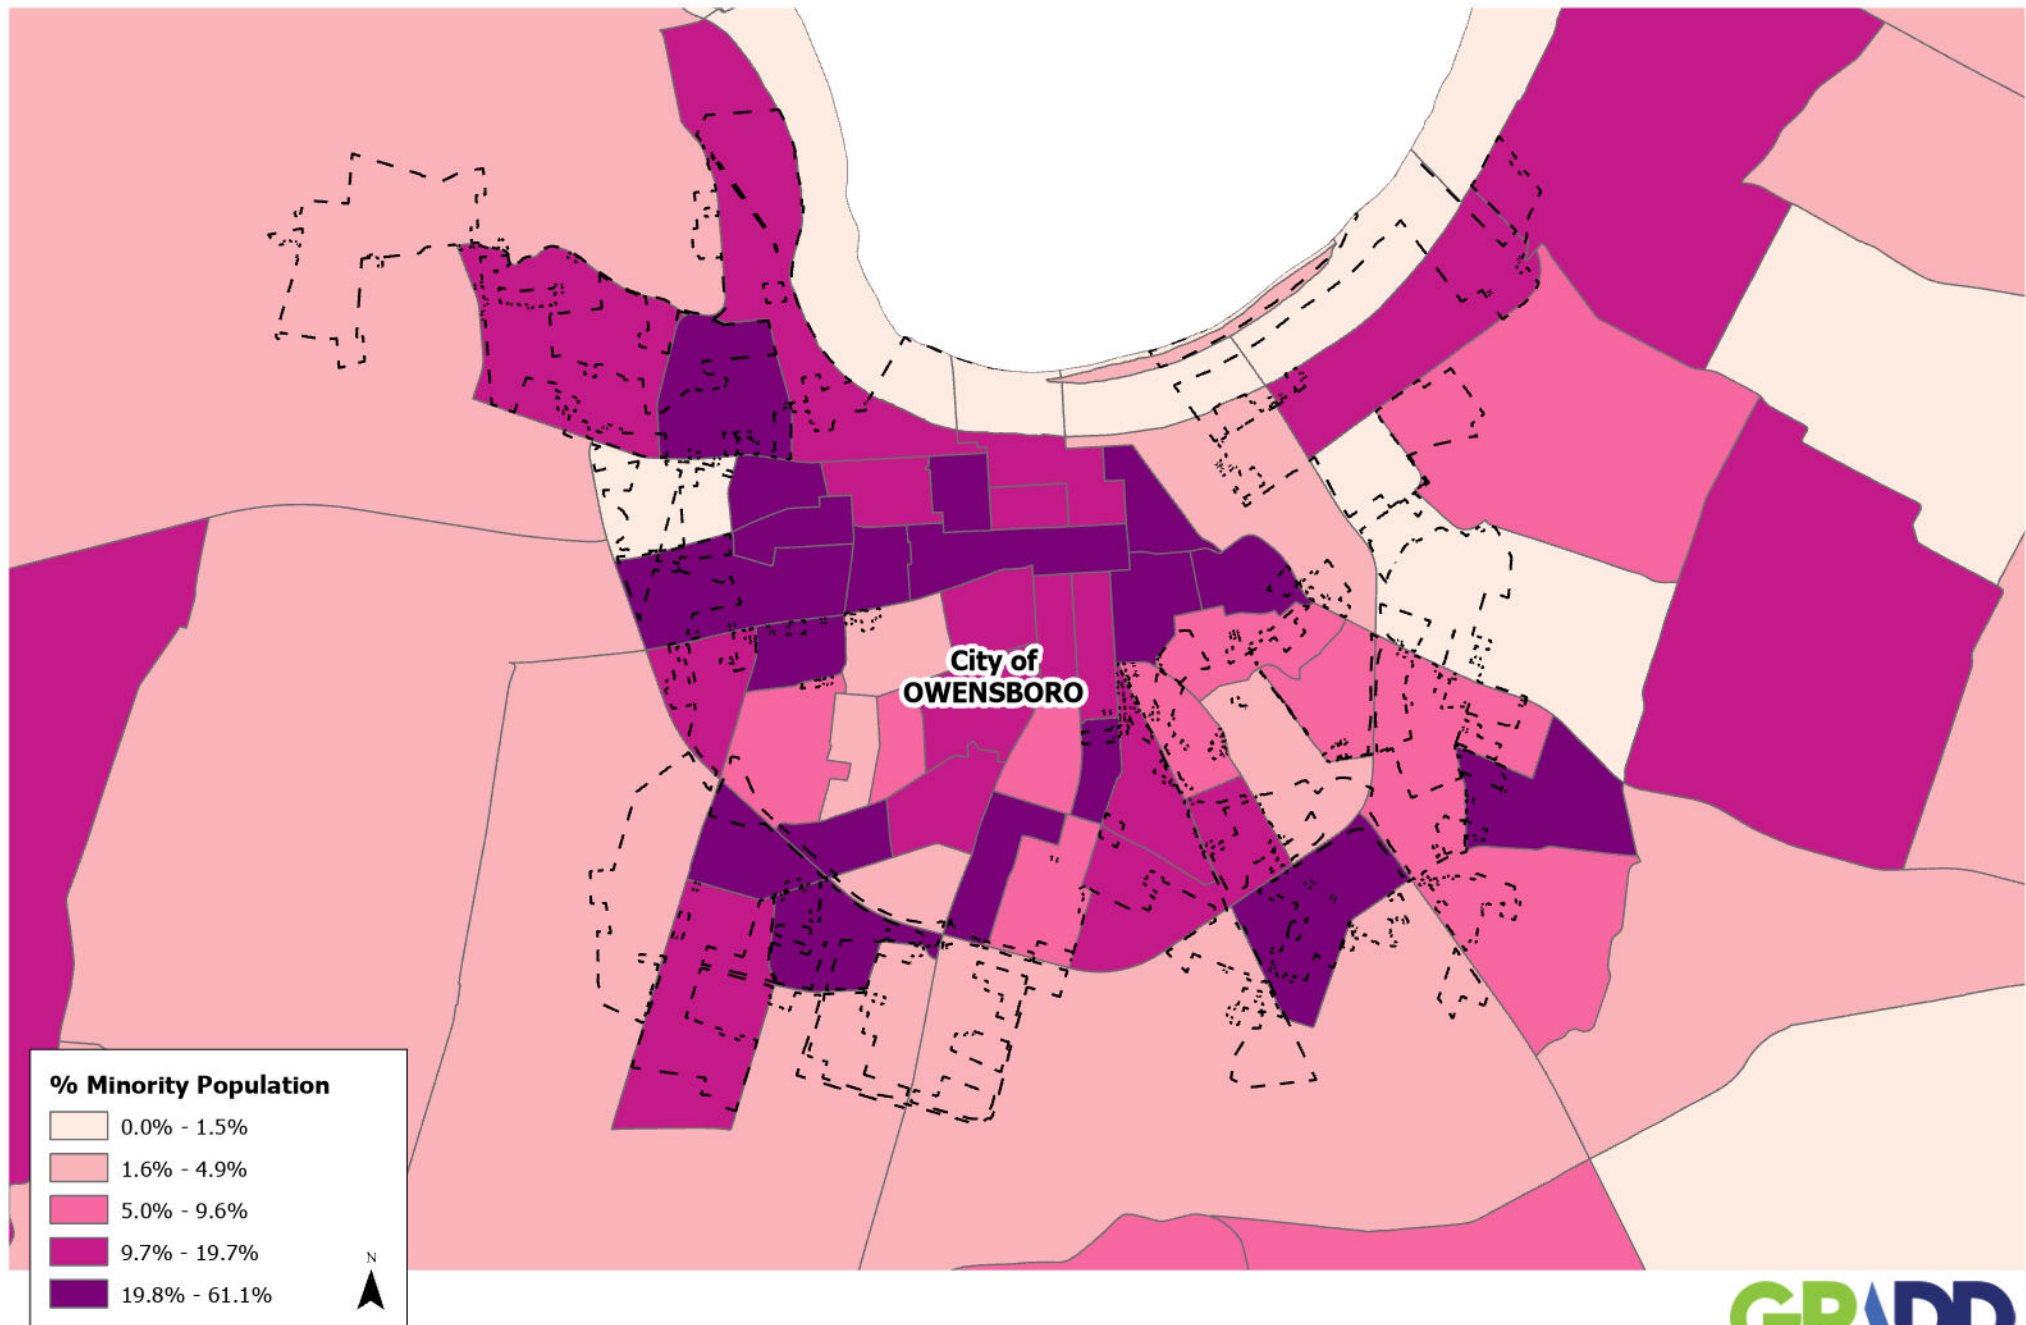 City of
OWENSBORO
% Minority Population
0.0% - 1.5%
1.6% - 4.9%
5.0% - 9.6%
9.7% - 19.7%
19.8% - 61.1%
N
GRADD